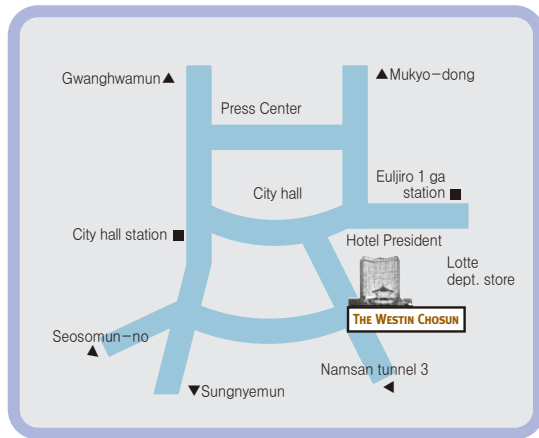 Gwanghwamun▲
▲Mukyo-dong
Press Center
Euljiro 1 ga
station ■
City hall
City hall station ■
Hotel President
Lotte
dept. store
THE WESTIN CHOSUN
Seosomun-no
▲
Namsan tunnel 3
◀
▼Sungnyemun